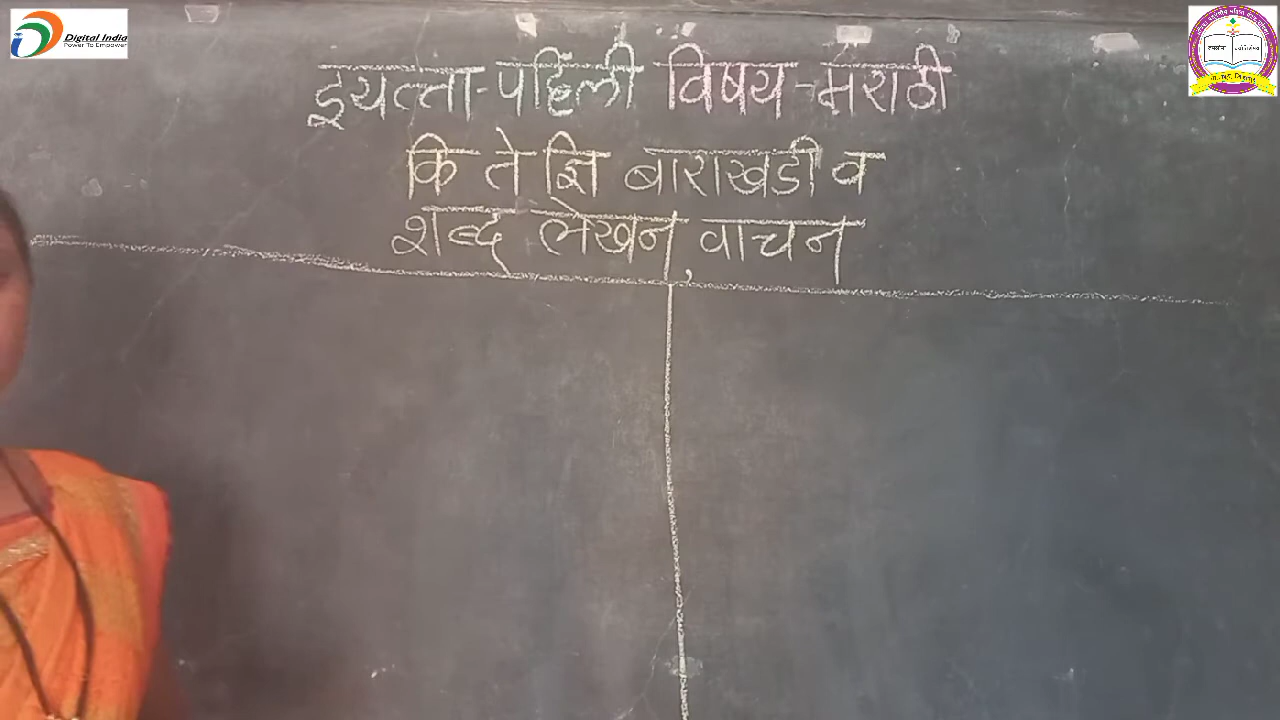 Digital India
Power To Empower
इयत्ता-पहिली विषय-मराठी
कि ते ज्ञि बाराखडी व
शब्द लेखन, वाचन